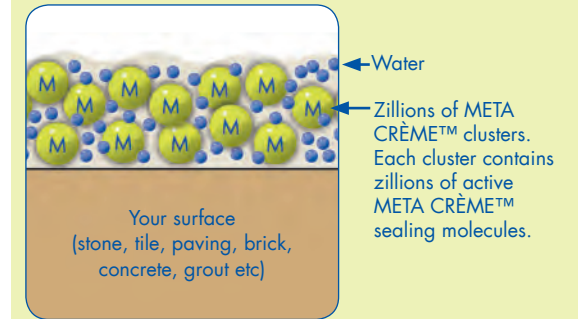 Water
M M M M M M M M M M M M M
Zillions of META
CRÈME™ clusters.
Each cluster contains
zillions of active
META CRÈME™
sealing molecules.
Your surface
(stone, tile, paving, brick,
concrete, grout etc)